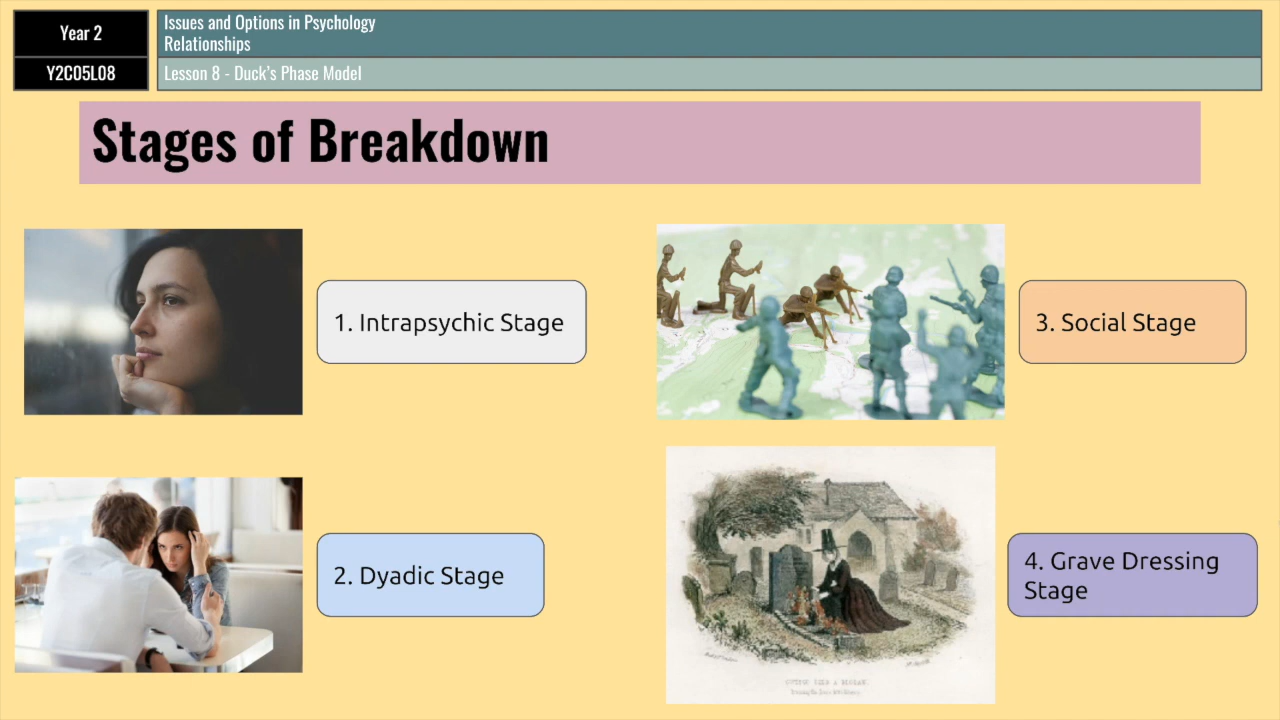 Year 2
Issues and Options in Psychology
Relationships
Y2C05L08
Lesson 8 - Duck's Phase Model
Stages of Breakdown
1. Intrapsychic Stage
3. Social Stage
2. Dyadic Stage
4. Grave Dressing
Stage